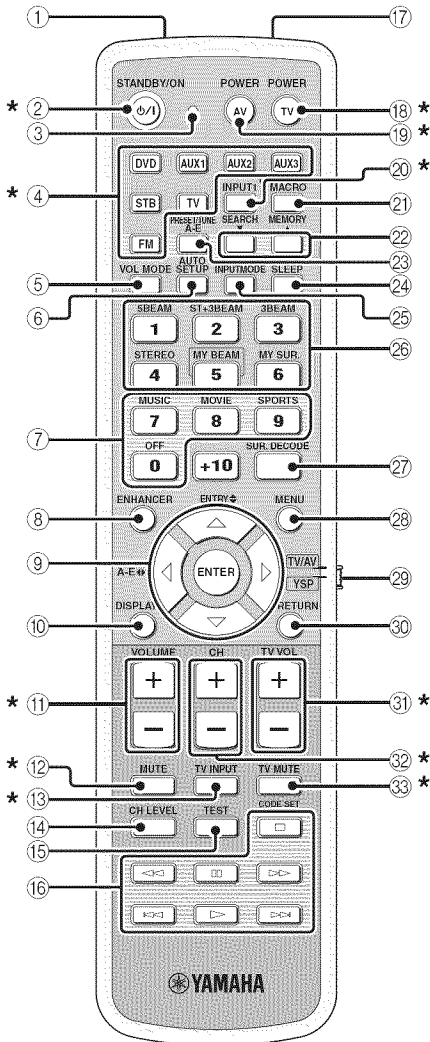 ① ⑰
STANDBY/ON POWER POWER
* ② ⏻/I AV TV ⑱ *
③ ⑲ *
DVD AUX1 AUX2 AUX3 ⑳ *
* ④ INPUT1 MACRO
STB TV ㉑
PRESET/TUNE SEARCH MEMORY
FM A-E ㉒
AUTO ㉓
VOL MODE SETUP INPUTMODE SLEEP
⑤ ㉔
⑥ ㉕
5BEAM ST+3BEAM 3BEAM
1 2 3
STEREO MY BEAM MY SUR. ㉖
4 5 6
MUSIC MOVIE SPORTS
⑦ 7 8 9
OFF SUR. DECODE
0 +10 ㉗
ENHANCER ENTRY MENU
⑧ ㉘
⑨ A-E ENTER TV/AV
YSP ㉙
DISPLAY RETURN
⑩ ㉚
VOLUME CH TV VOL
+ + +
* ⑪ ㉛ *
– – –
㉜ *
* ⑫ MUTE TV INPUT TV MUTE
* ⑬ ㉝ *
CH LEVEL TEST CODE SET
⑭
⑮
⑯
YAMAHA